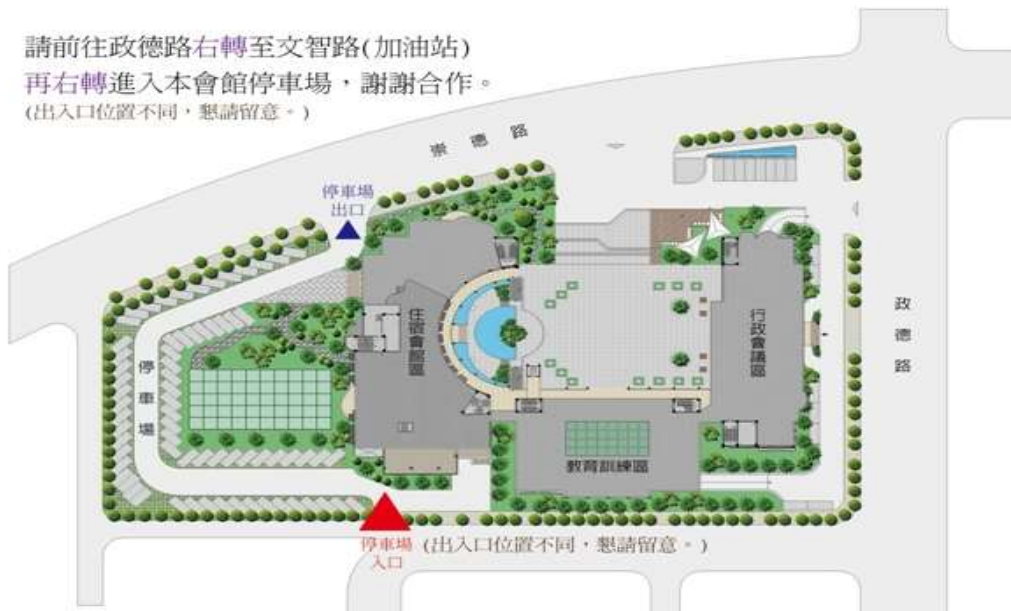 請前往政德路右轉至文智路(加油站)
再右轉進入本會館停車場，謝謝合作。
(出入口位置不同，懇請留意。)
崇德路
停車場
出口
住宿會館區
行政會議區
政德路
停車場
教育訓練區
停車場 (出入口位置不同，懇請留意。)
入口